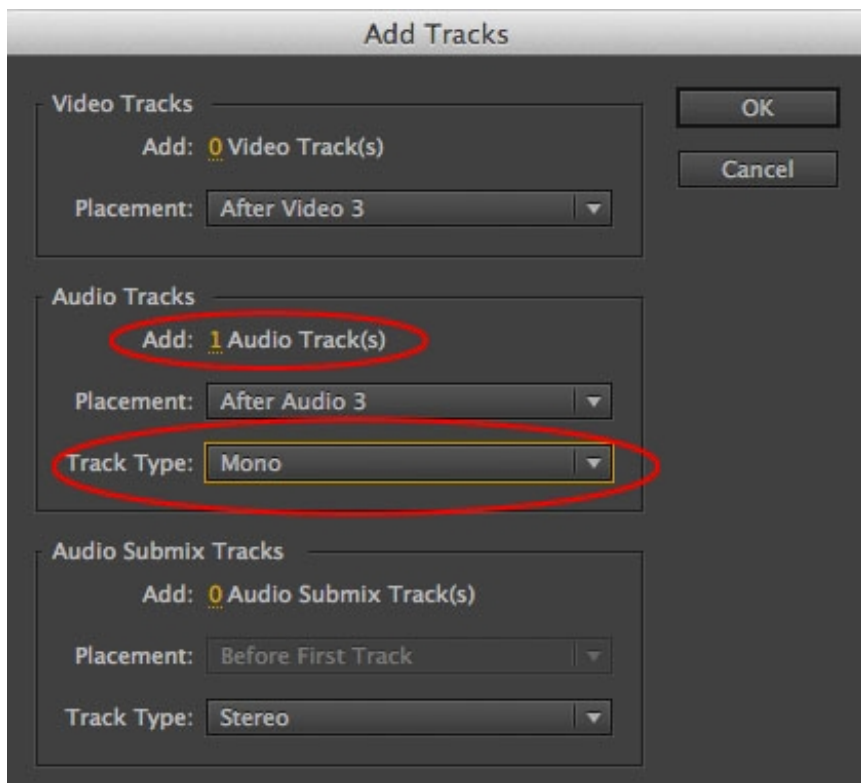 Add Tracks
Video Tracks
Add: 0 Video Track(s)
Placement: After Video 3
OK
Cancel
Audio Tracks
Add: 1 Audio Track(s)
Placement: After Audio 3
Track Type: Mono
Audio Submix Tracks
Add: 0 Audio Submix Track(s)
Placement: Before First Track
Track Type: Stereo